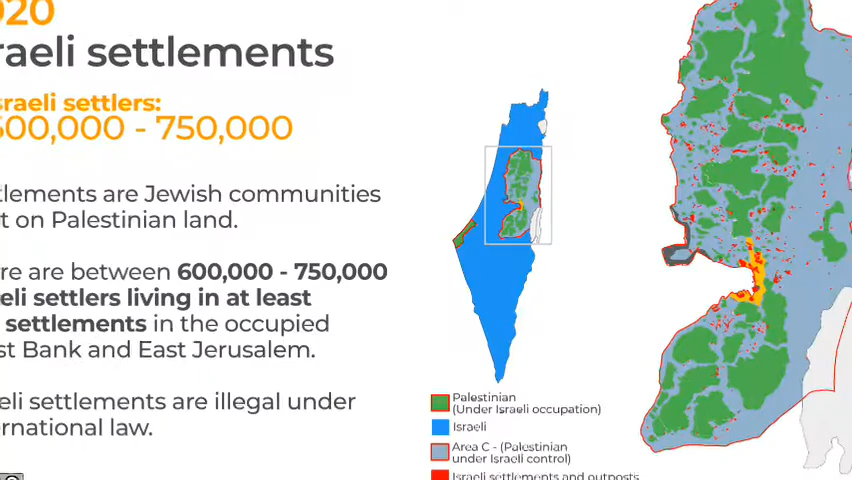 020
raeli settlements
sraeli settlers:
600,000 - 750,000
tlements are Jewish communities
t on Palestinian land.
re are between 600,000 - 750,000
eli settlers living in at least
settlements in the occupied
st Bank and East Jerusalem.
eli settlements are illegal under
ernational law.
Palestinian
(Under Israeli occupation)
Israeli
Area C - (Palestinian
under Israeli control)
Israeli settlements and outposts